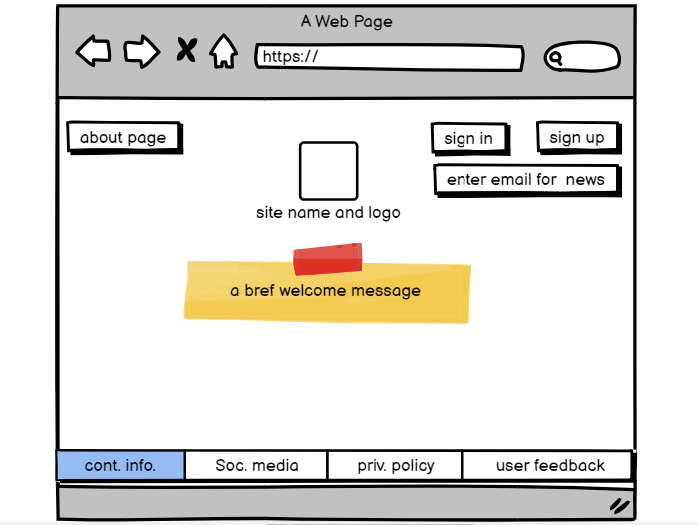 A Web Page
https://
about page
sign in
sign up
enter email for news
site name and logo
a bref welcome message
cont. info.
Soc. media
priv. policy
user feedback